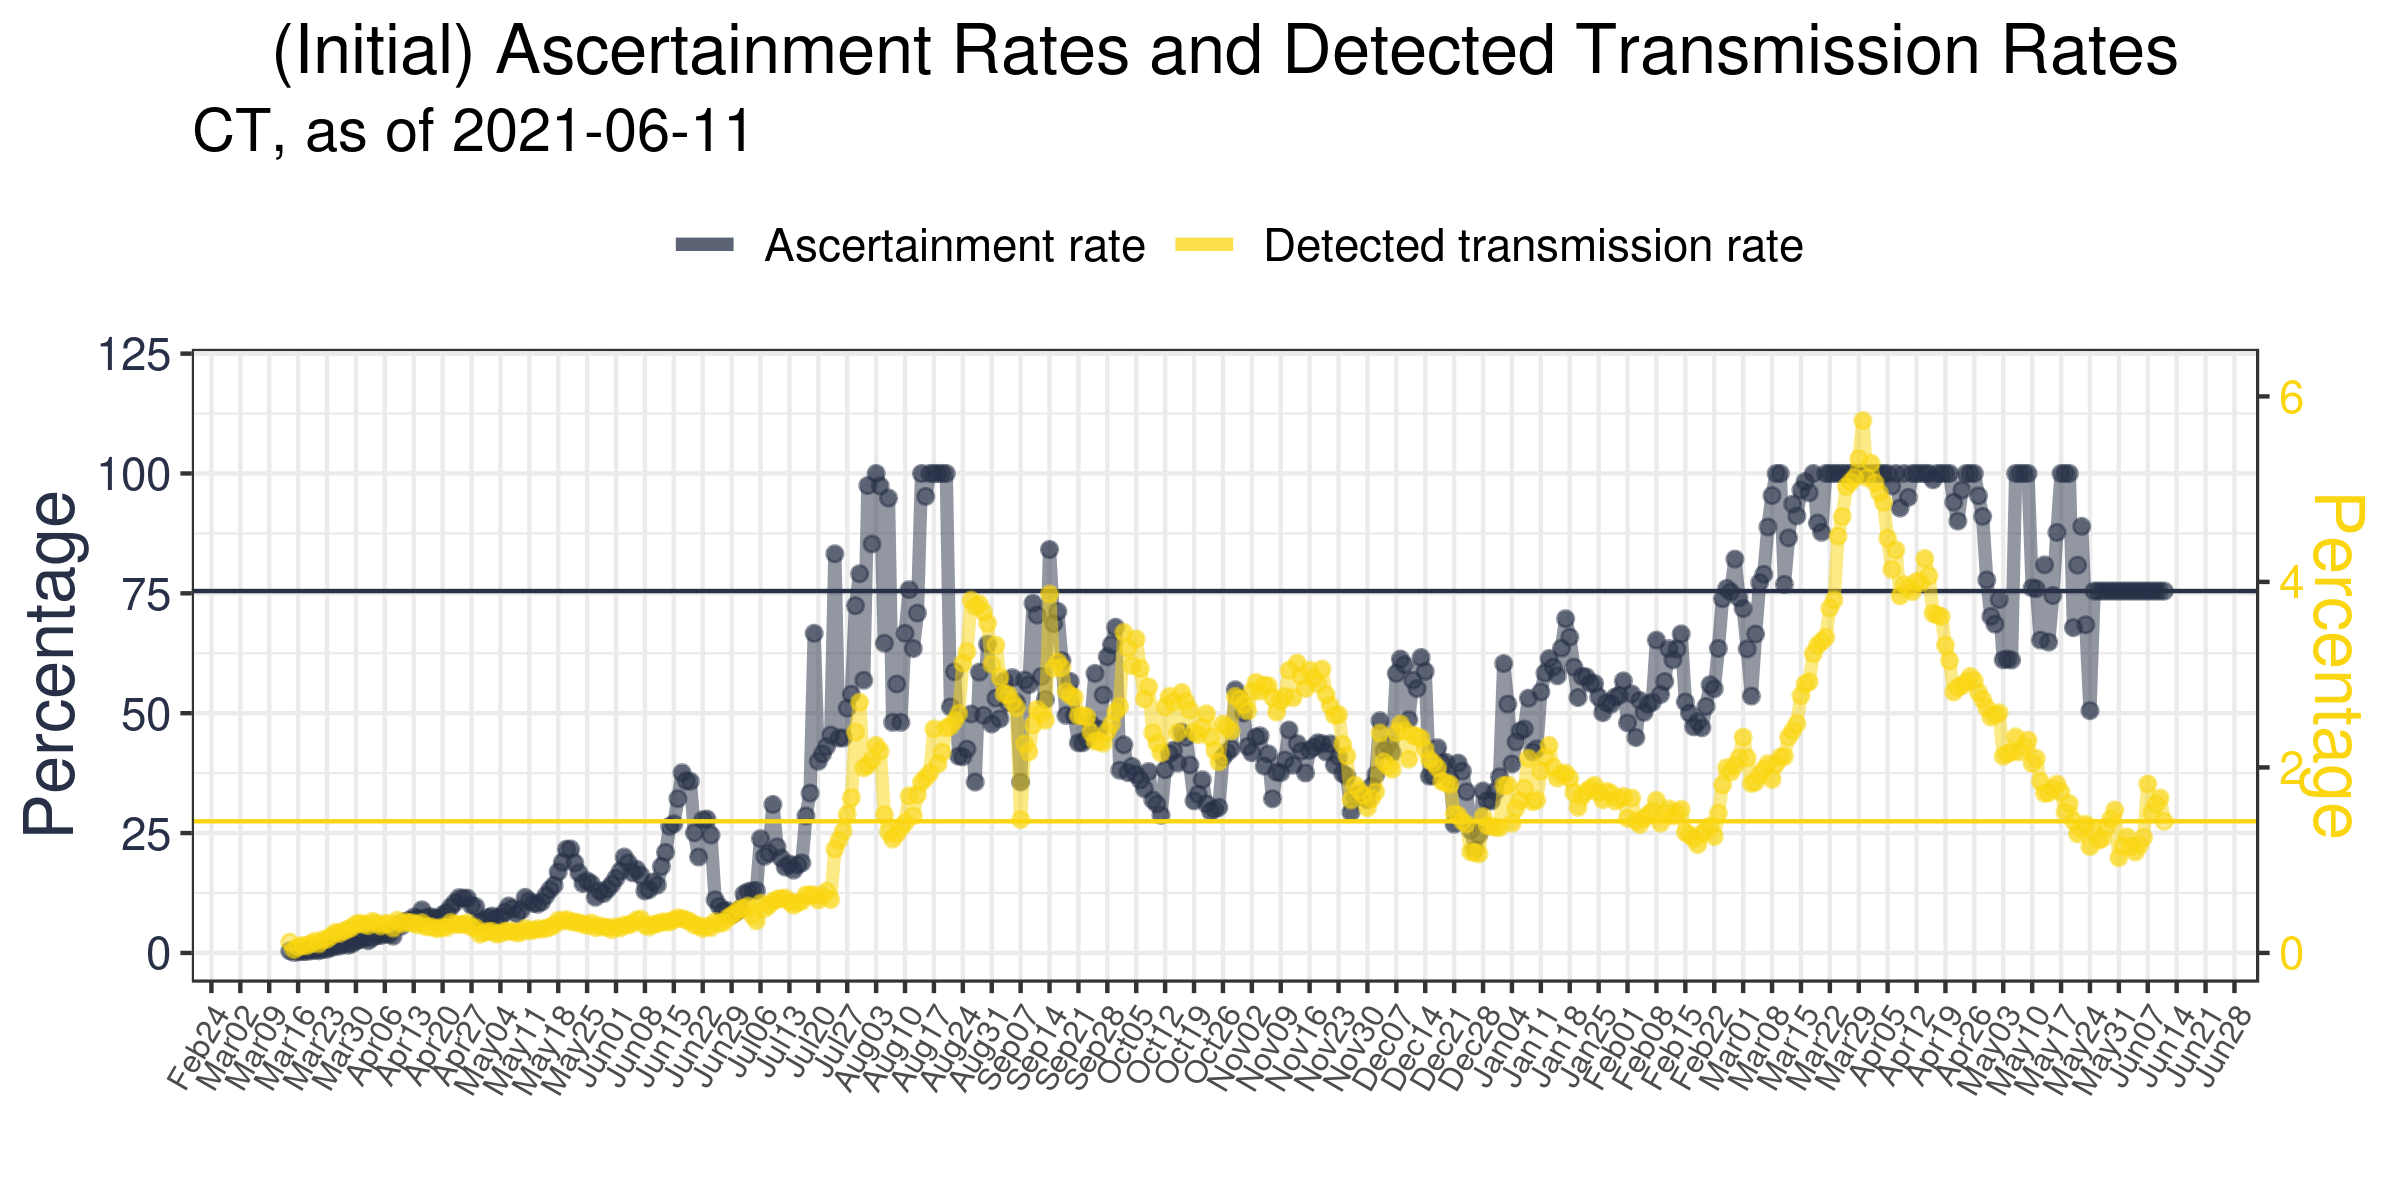 (Initial) Ascertainment Rates and Detected Transmission Rates
CT, as of 2021-06-11
Ascertainment rate
Detected transmission rate
Percentage
125
100
75
50
25
0
6
4
2
0
Percentage
Feb24
Mar02
Mar09
Mar16
Mar23
Mar30
Apr06
Apr13
Apr20
Apr27
May04
May11
May18
May25
Jun01
Jun08
Jun15
Jun22
Jun29
Jul06
Jul13
Jul20
Jul27
Aug03
Aug10
Aug17
Aug24
Aug31
Sep07
Sep14
Sep21
Sep28
Oct05
Oct12
Oct19
Oct26
Nov02
Nov09
Nov16
Nov23
Nov30
Dec07
Dec14
Dec21
Dec28
Jan04
Jan11
Jan18
Jan25
Feb01
Feb08
Feb15
Feb22
Mar01
Mar08
Mar15
Mar22
Mar29
Apr05
Apr12
Apr19
Apr26
May03
May10
May17
May24
May31
Jun07
Jun14
Jun21
Jun28